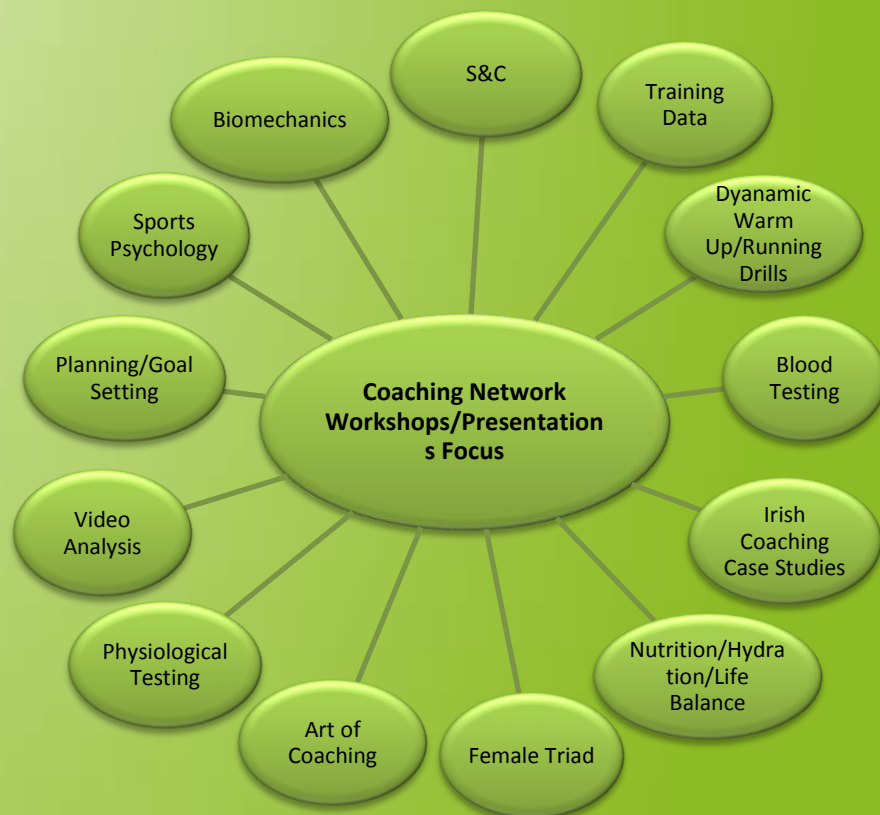 S&C
Training
Data
Dyanamic
Warm
Up/Running
Drills
Blood
Testing
Irish
Coaching
Case Studies
Nutrition/Hydra
tion/Life
Balance
Female Triad
Art of
Coaching
Physiological
Testing
Video
Analysis
Planning/Goal
Setting
Sports
Psychology
Biomechanics
Coaching Network
Workshops/Presentation
s Focus